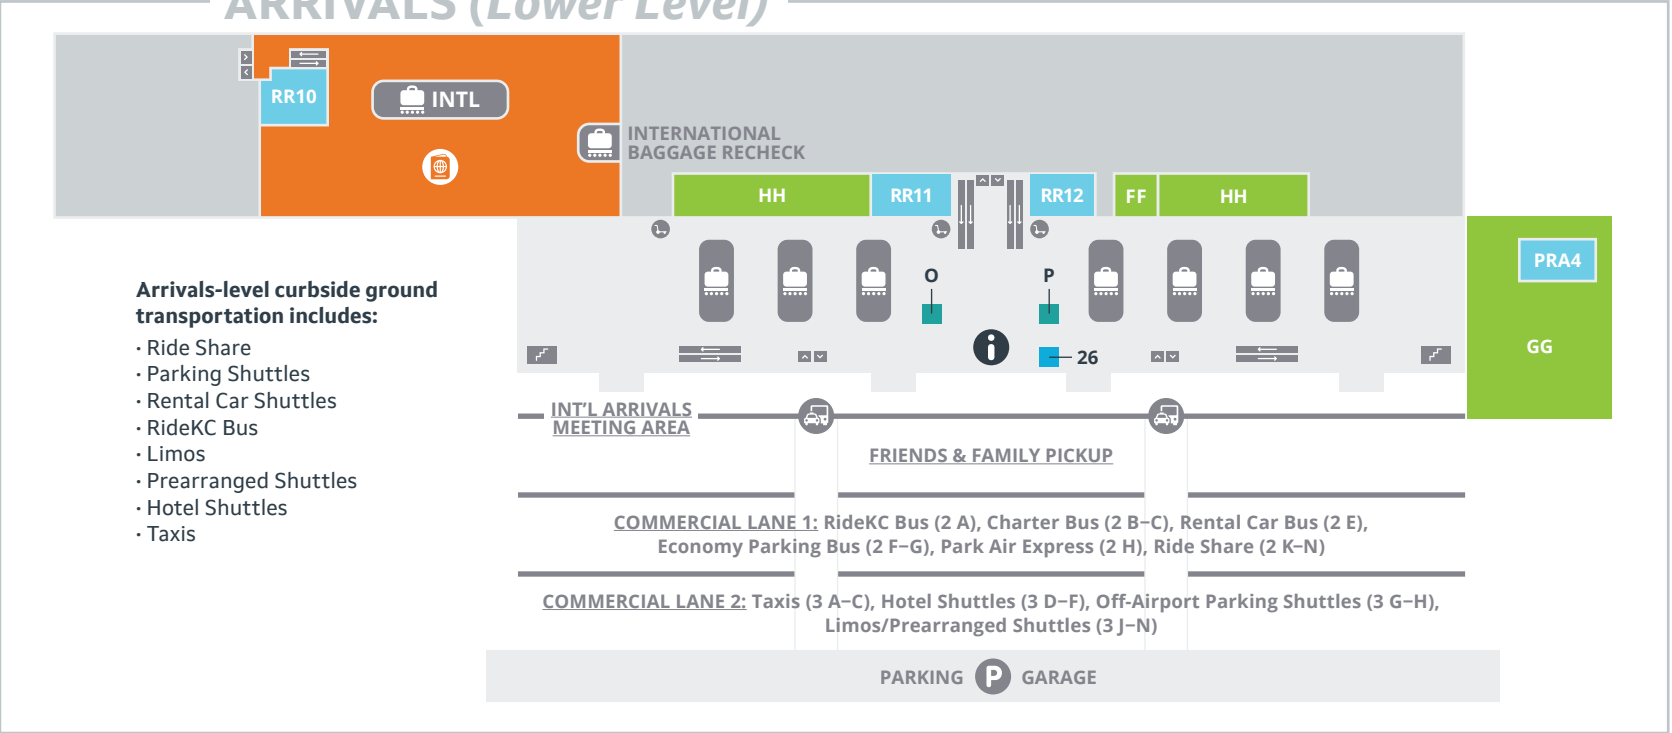 ARRIVALS (Lower Level)
RR10
INTL
INTERNATIONAL
BAGGAGE RECHECK
HH
RR11
RR12
FF
HH
PRA4
GG
O
P
26
Arrivals-level curbside ground
transportation includes:
· Ride Share
· Parking Shuttles
· Rental Car Shuttles
· RideKC Bus
· Limos
· Prearranged Shuttles
· Hotel Shuttles
· Taxis
INT'L ARRIVALS
MEETING AREA
FRIENDS & FAMILY PICKUP
COMMERCIAL LANE 1: RideKC Bus (2 A), Charter Bus (2 B–C), Rental Car Bus (2 E),
Economy Parking Bus (2 F–G), Park Air Express (2 H), Ride Share (2 K–N)
COMMERCIAL LANE 2: Taxis (3 A–C), Hotel Shuttles (3 D–F), Off-Airport Parking Shuttles (3 G–H),
Limos/Prearranged Shuttles (3 J–N)
PARKING P GARAGE